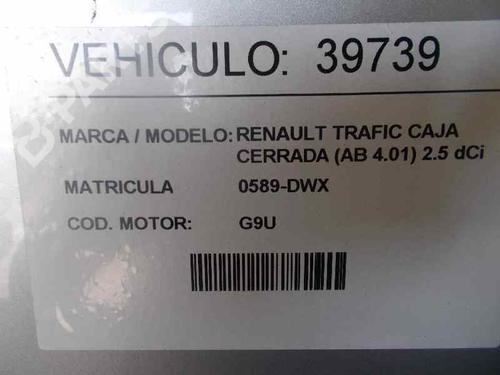 VEHICULO: 39739
MARCA / MODELO: RENAULT TRAFIC CAJA
CERRADA (AB 4.01) 2.5 dCi
MATRICULA 0589-DWX
COD. MOTOR: G9U
B-PARTS